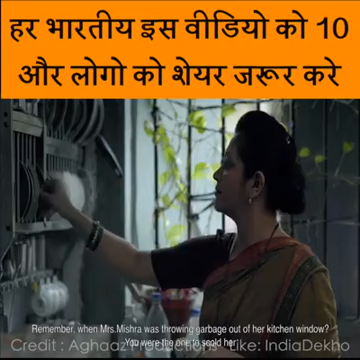 हर भारतीय इस वीडियो को 10
और लोगो को शेयर जरूर करे
Remember, when Mrs.Mishra was throwing garbage out of her kitchen window?
You were the one to scold her.
Credit : Aghaaz Productions Like: IndiaDekho